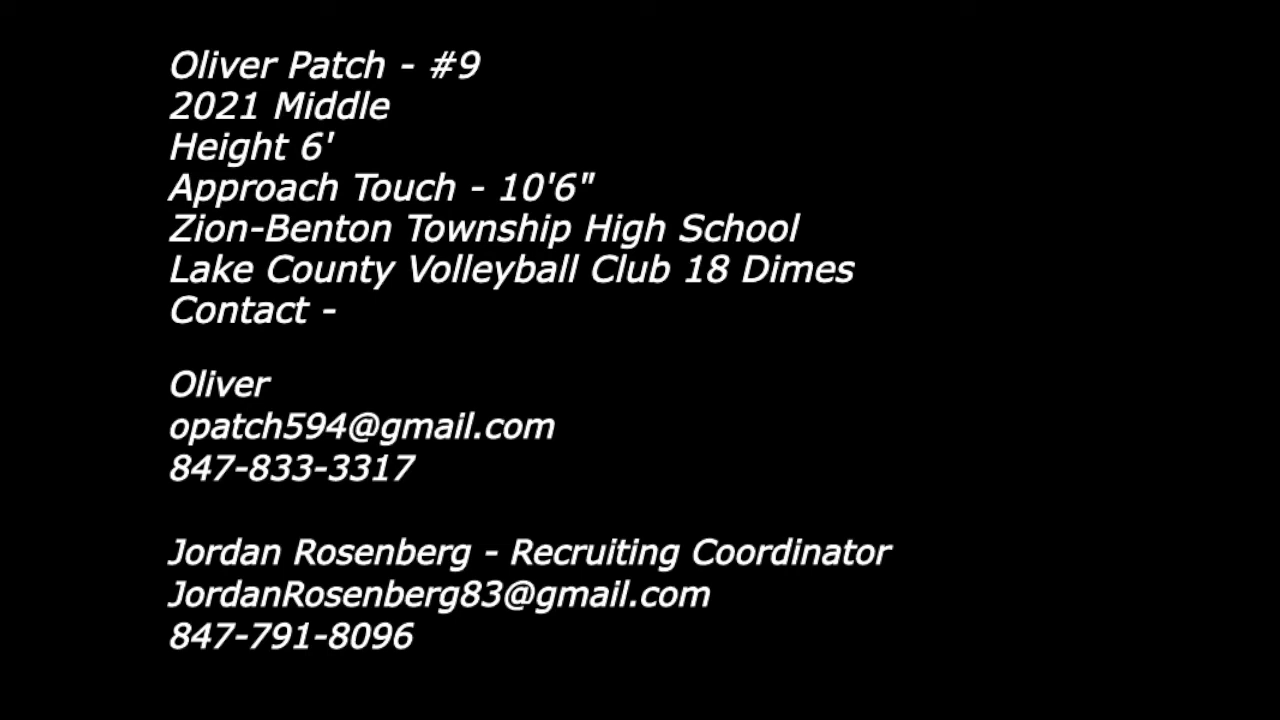 Oliver Patch - #9
2021 Middle
Height 6'
Approach Touch - 10'6"
Zion-Benton Township High School
Lake County Volleyball Club 18 Dimes
Contact -
Oliver
opatch594@gmail.com
847-833-3317
Jordan Rosenberg - Recruiting Coordinator
JordanRosenberg83@gmail.com
847-791-8096